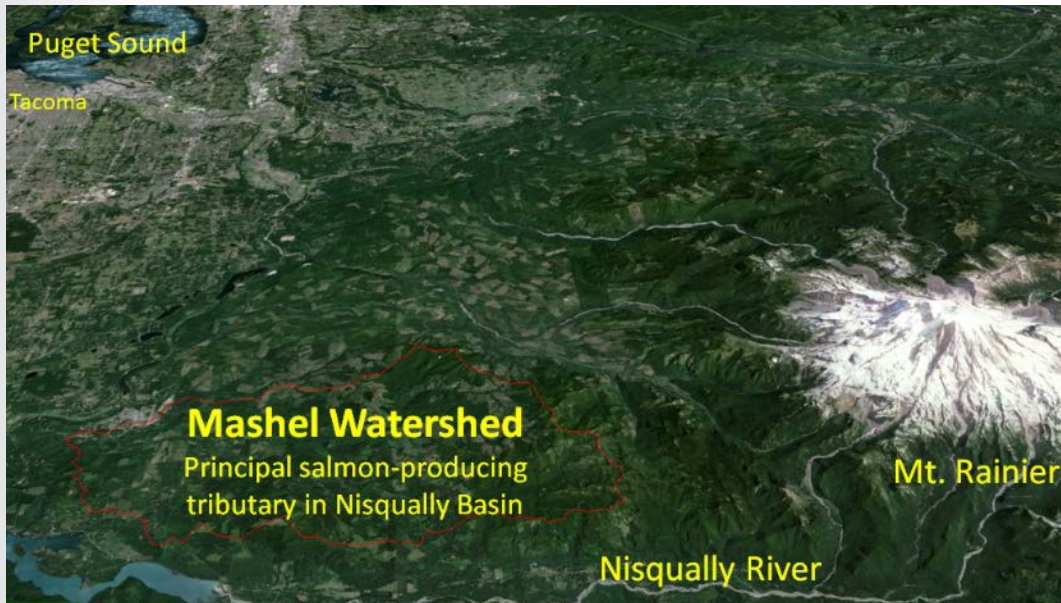 Puget Sound
Tacoma
Mashel Watershed
Principal salmon-producing
tributary in Nisqually Basin
Mt. Rainier
Nisqually River